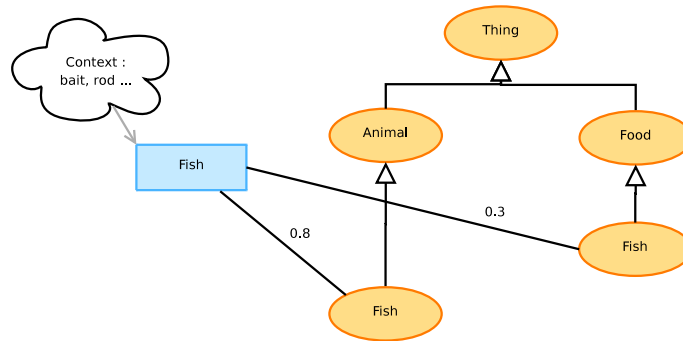 Thing
Context :
bait, rod ...
Animal
Food
Fish
0.3
0.8
Fish
Fish